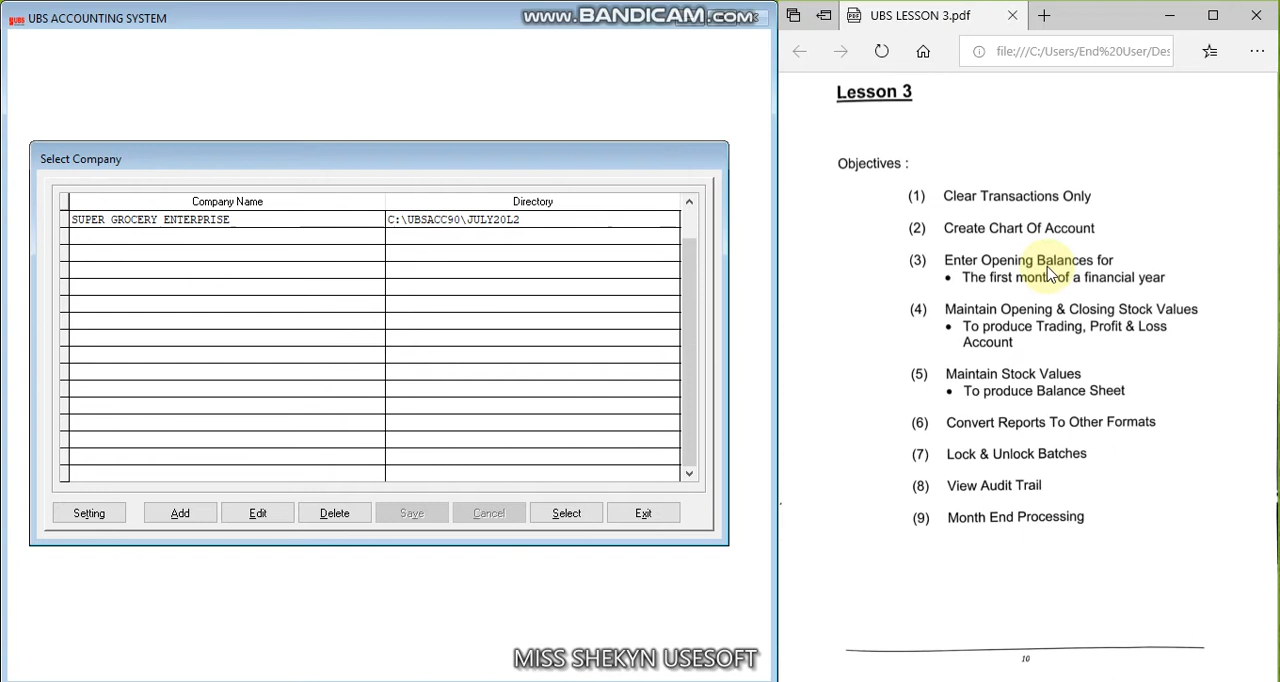 UBS ACCOUNTING SYSTEM
www.BANDICAM.com
Select Company
Company Name
Directory
SUPER GROCERY ENTERPRISE
C:\UBSACC90\JULY20L2
Setting
Add
Edit
Delete
Save
Cancel
Select
Exit
MISS SHEKYN USESOFT
UBS LESSON 3.pdf
file:///C:/Users/End%20User/Des
Lesson 3
Objectives :
(1) Clear Transactions Only
(2) Create Chart Of Account
(3) Enter Opening Balances for
• The first month of a financial year
(4) Maintain Opening & Closing Stock Values
• To produce Trading, Profit & Loss
Account
(5) Maintain Stock Values
• To produce Balance Sheet
(6) Convert Reports To Other Formats
(7) Lock & Unlock Batches
(8) View Audit Trail
(9) Month End Processing
10